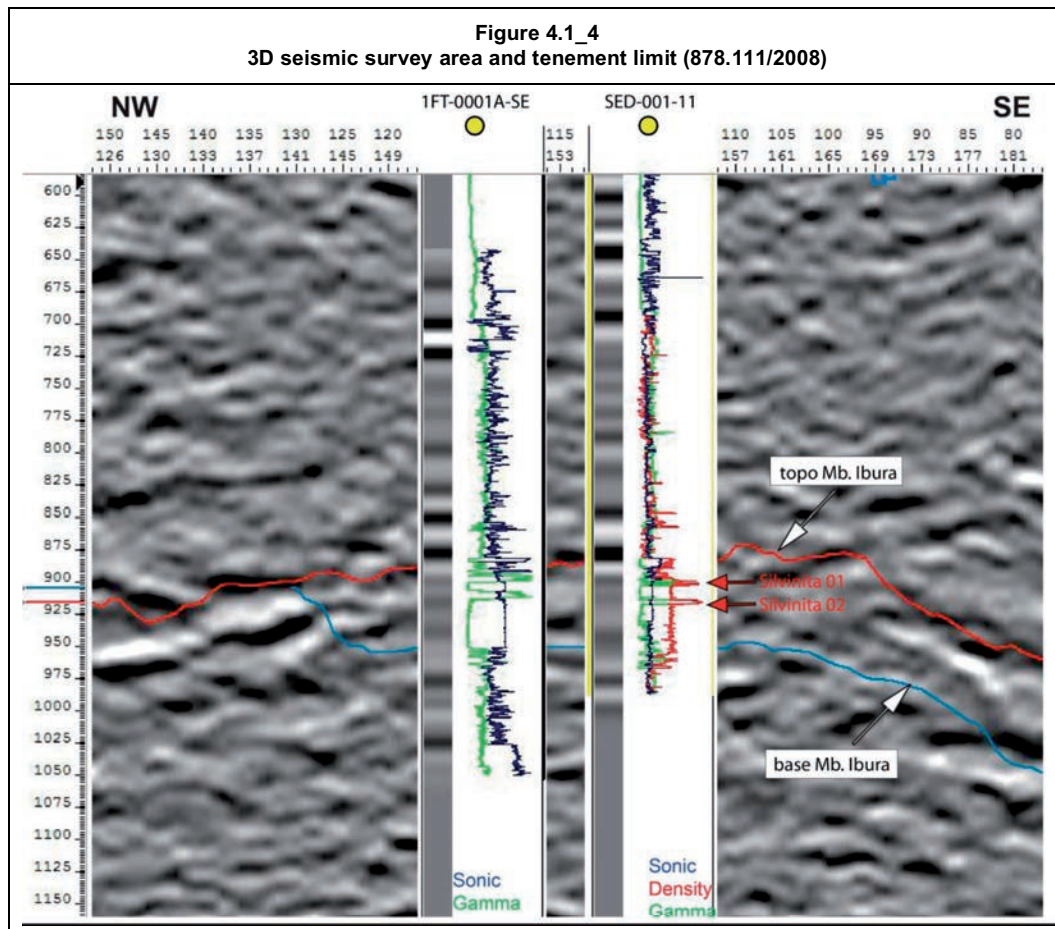 Figure 4.1_4
3D seismic survey area and tenement limit (878.111/2008)
NW 1FT-0001A-SE SED-001-11 SE
150 145 140 135 130 125 120 115 110 105 100 95 90 85 80
126 130 133 137 141 145 149 153 157 161 165 169 173 177 181
600
625
650
675
700
725
750
775
800
825
topo Mb. Ibura
850
875
900
Silvinita 01
925
Silvinita 02
950
975
1000
1025
base Mb. Ibura
1050
1075
1100
1125
1150
Sonic
Gamma
Sonic
Density
Gamma